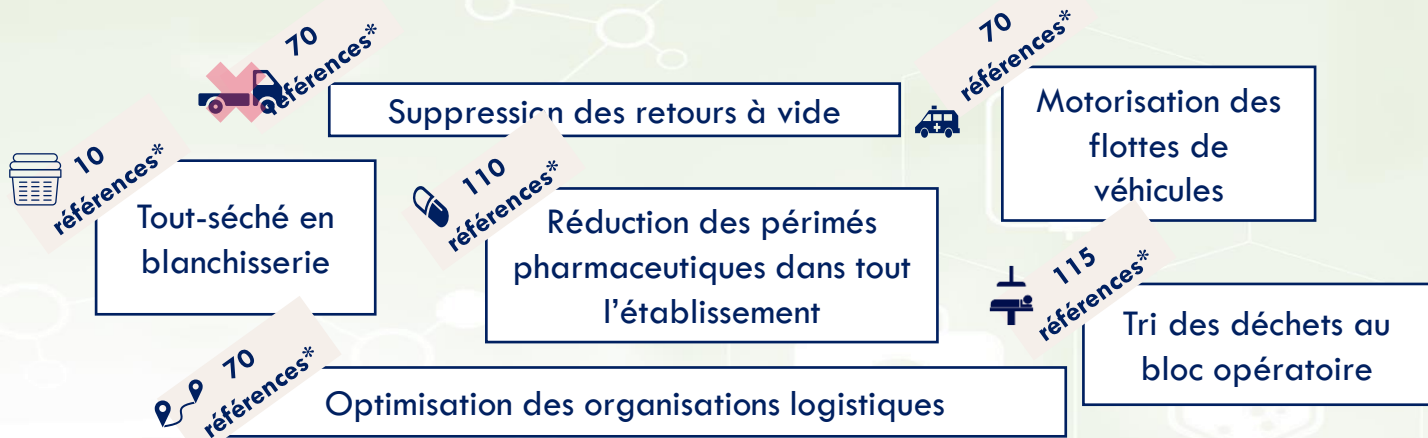 70
références*
Suppression des retours à vide
70
références*
Motorisation des
flottes de
véhicules
10
références*
Tout-séché en
blanchisserie
110
références*
Réduction des périmés
pharmaceutiques dans tout
l'établissement
115
références*
Tri des déchets au
bloc opératoire
70
références*
Optimisation des organisations logistiques